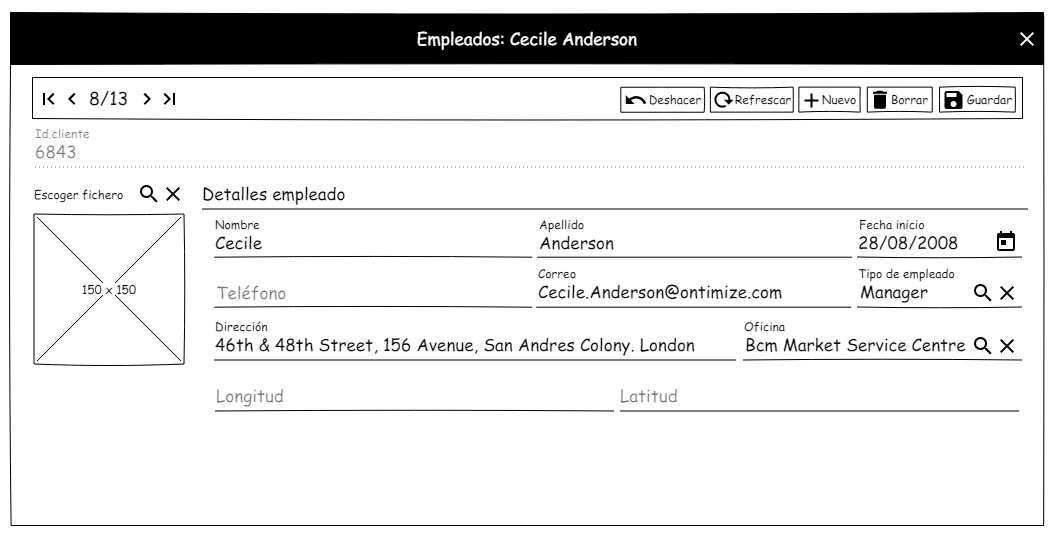 Empleados: Cecile Anderson
8/13 Deshacer Refrescar Nuevo Borrar Guardar
Id.cliente
6843
Escoger fichero
150 x 150
Detalles empleado
Nombre Apellido Fecha inicio
Cecile Anderson 28/08/2008
Correo Tipo de empleado
Teléfono Cecile.Anderson@ontimize.com Manager
Dirección Oficina
46th & 48th Street, 156 Avenue, San Andres Colony. London Bcm Market Service Centre
Longitud Latitud